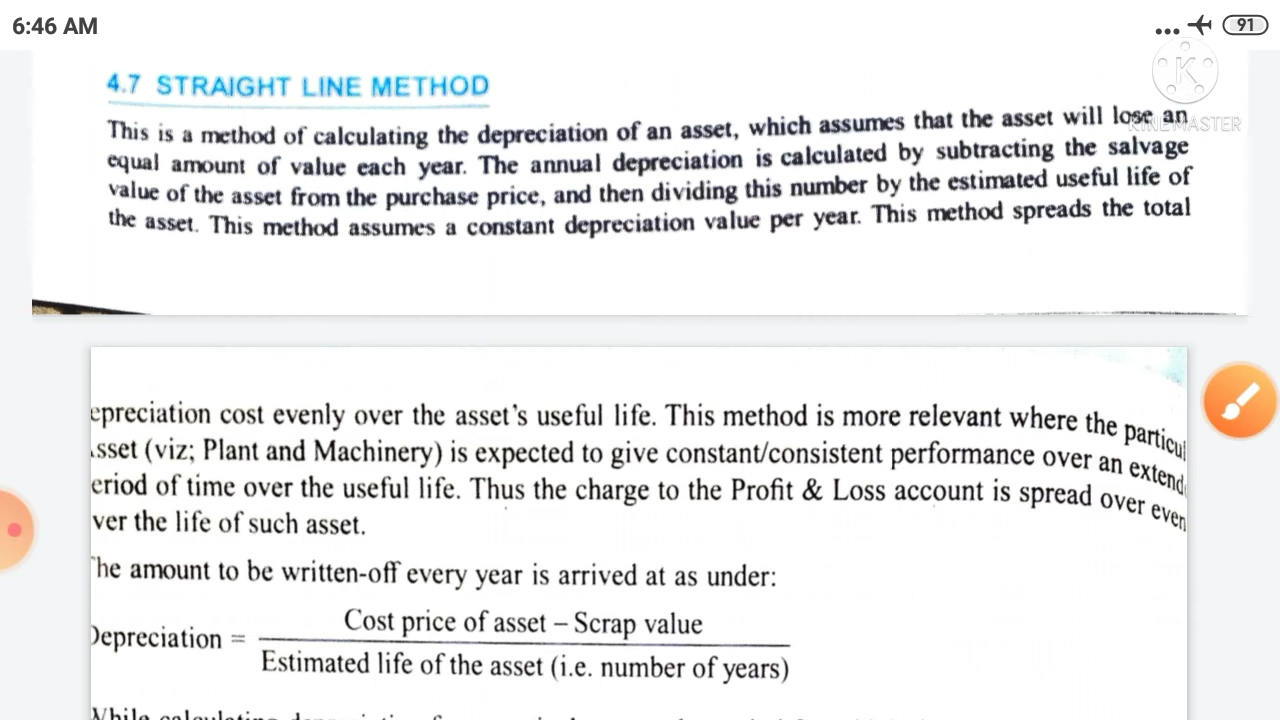 6:46 AM
91
K
KINEMASTER
4.7 STRAIGHT LINE METHOD
This is a method of calculating the depreciation of an asset, which assumes that the asset will lose an
equal amount of value each year. The annual depreciation is calculated by subtracting the salvage
value of the asset from the purchase price, and then dividing this number by the estimated useful life of
the asset. This method assumes a constant depreciation value per year. This method spreads the total
epreciation cost evenly over the asset's useful life. This method is more relevant where the particul
sset (viz; Plant and Machinery) is expected to give constant/consistent performance over an extend
eriod of time over the useful life. Thus the charge to the Profit & Loss account is spread over even
ver the life of such asset.
he amount to be written-off every year is arrived at as under:
Depreciation = 
Cost price of asset – Scrap value
Estimated life of the asset (i.e. number of years)